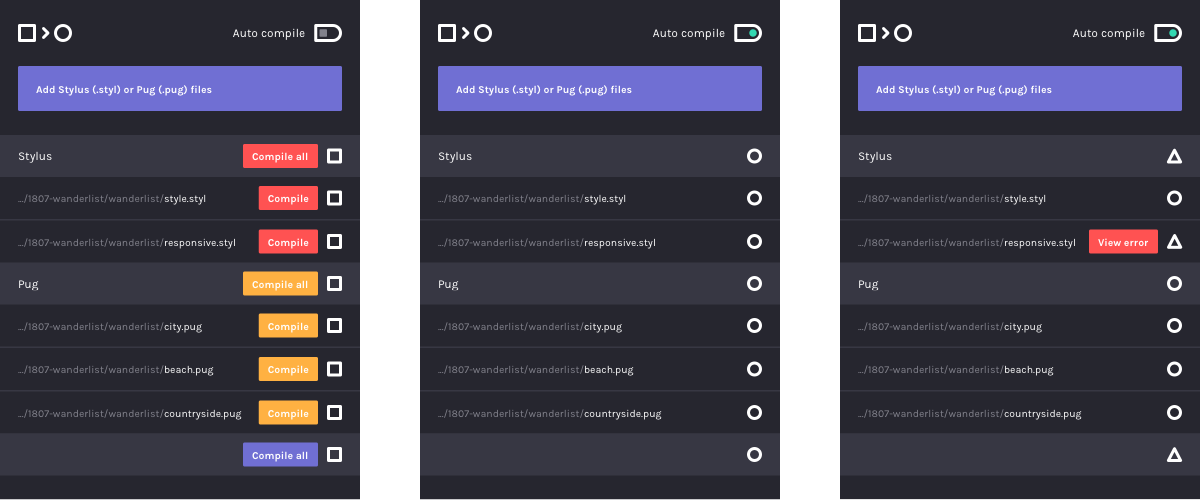 Auto compile
Add Stylus (.styl) or Pug (.pug) files
Stylus Compile all
.../1807-wanderlist/wanderlist/style.styl Compile
.../1807-wanderlist/wanderlist/responsive.styl Compile
Pug Compile all
.../1807-wanderlist/wanderlist/city.pug Compile
.../1807-wanderlist/wanderlist/beach.pug Compile
.../1807-wanderlist/wanderlist/countryside.pug Compile
Compile all
Auto compile
Add Stylus (.styl) or Pug (.pug) files
Stylus
.../1807-wanderlist/wanderlist/style.styl
.../1807-wanderlist/wanderlist/responsive.styl
Pug
.../1807-wanderlist/wanderlist/city.pug
.../1807-wanderlist/wanderlist/beach.pug
.../1807-wanderlist/wanderlist/countryside.pug
Auto compile
Add Stylus (.styl) or Pug (.pug) files
Stylus
.../1807-wanderlist/wanderlist/style.styl
.../1807-wanderlist/wanderlist/responsive.styl View error
Pug
.../1807-wanderlist/wanderlist/city.pug
.../1807-wanderlist/wanderlist/beach.pug
.../1807-wanderlist/wanderlist/countryside.pug